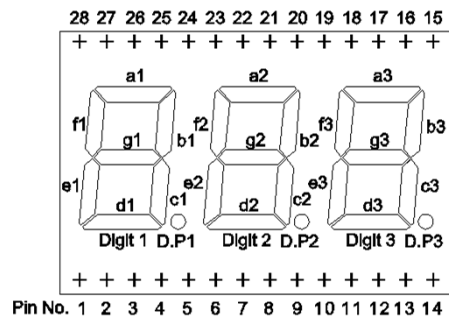 28 27 26 25 24 23 22 21 20 19 18 17 16 15
a1 a2 a3
f1 b1 f2 b2 f3 b3
g1 g2 g3
e1 c1 e2 c2 e3 c3
d1 d2 d3
Digit 1 D.P1 Digit 2 D.P2 Digit 3 D.P3
Pin No. 1 2 3 4 5 6 7 8 9 10 11 12 13 14